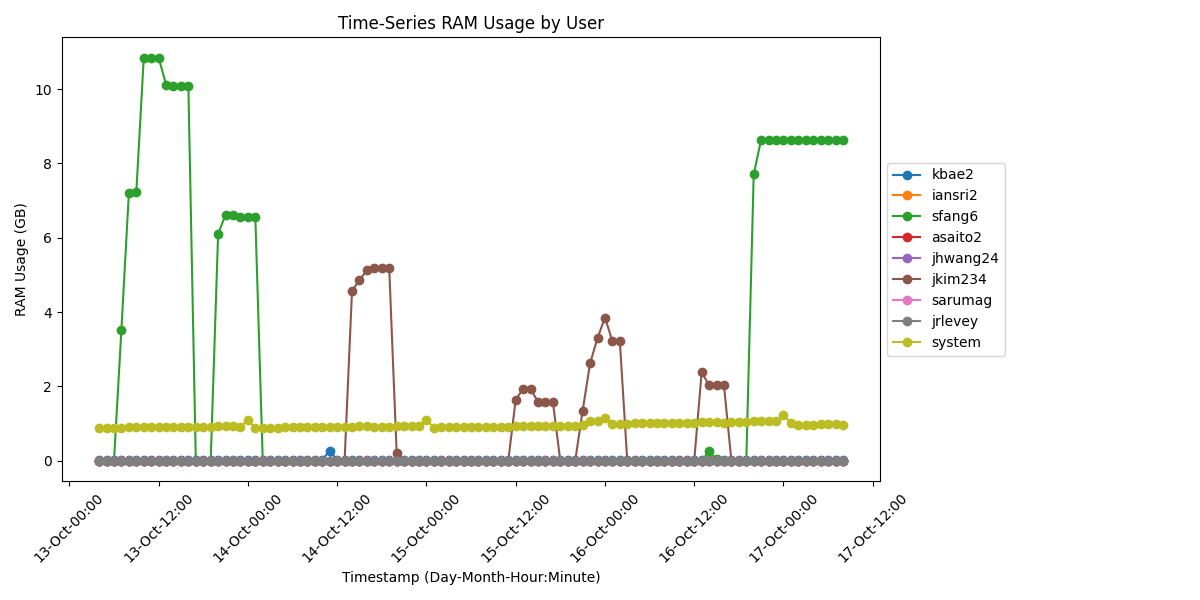 Time-Series RAM Usage by User
RAM Usage (GB)
10
8
6
4
2
0
13-Oct-00:00
13-Oct-12:00
14-Oct-00:00
14-Oct-12:00
15-Oct-00:00
15-Oct-12:00
16-Oct-00:00
16-Oct-12:00
17-Oct-00:00
17-Oct-12:00
Timestamp (Day-Month-Hour:Minute)
kbae2
iansri2
sfang6
asaito2
jhwang24
jkim234
sarumag
jrlevey
system